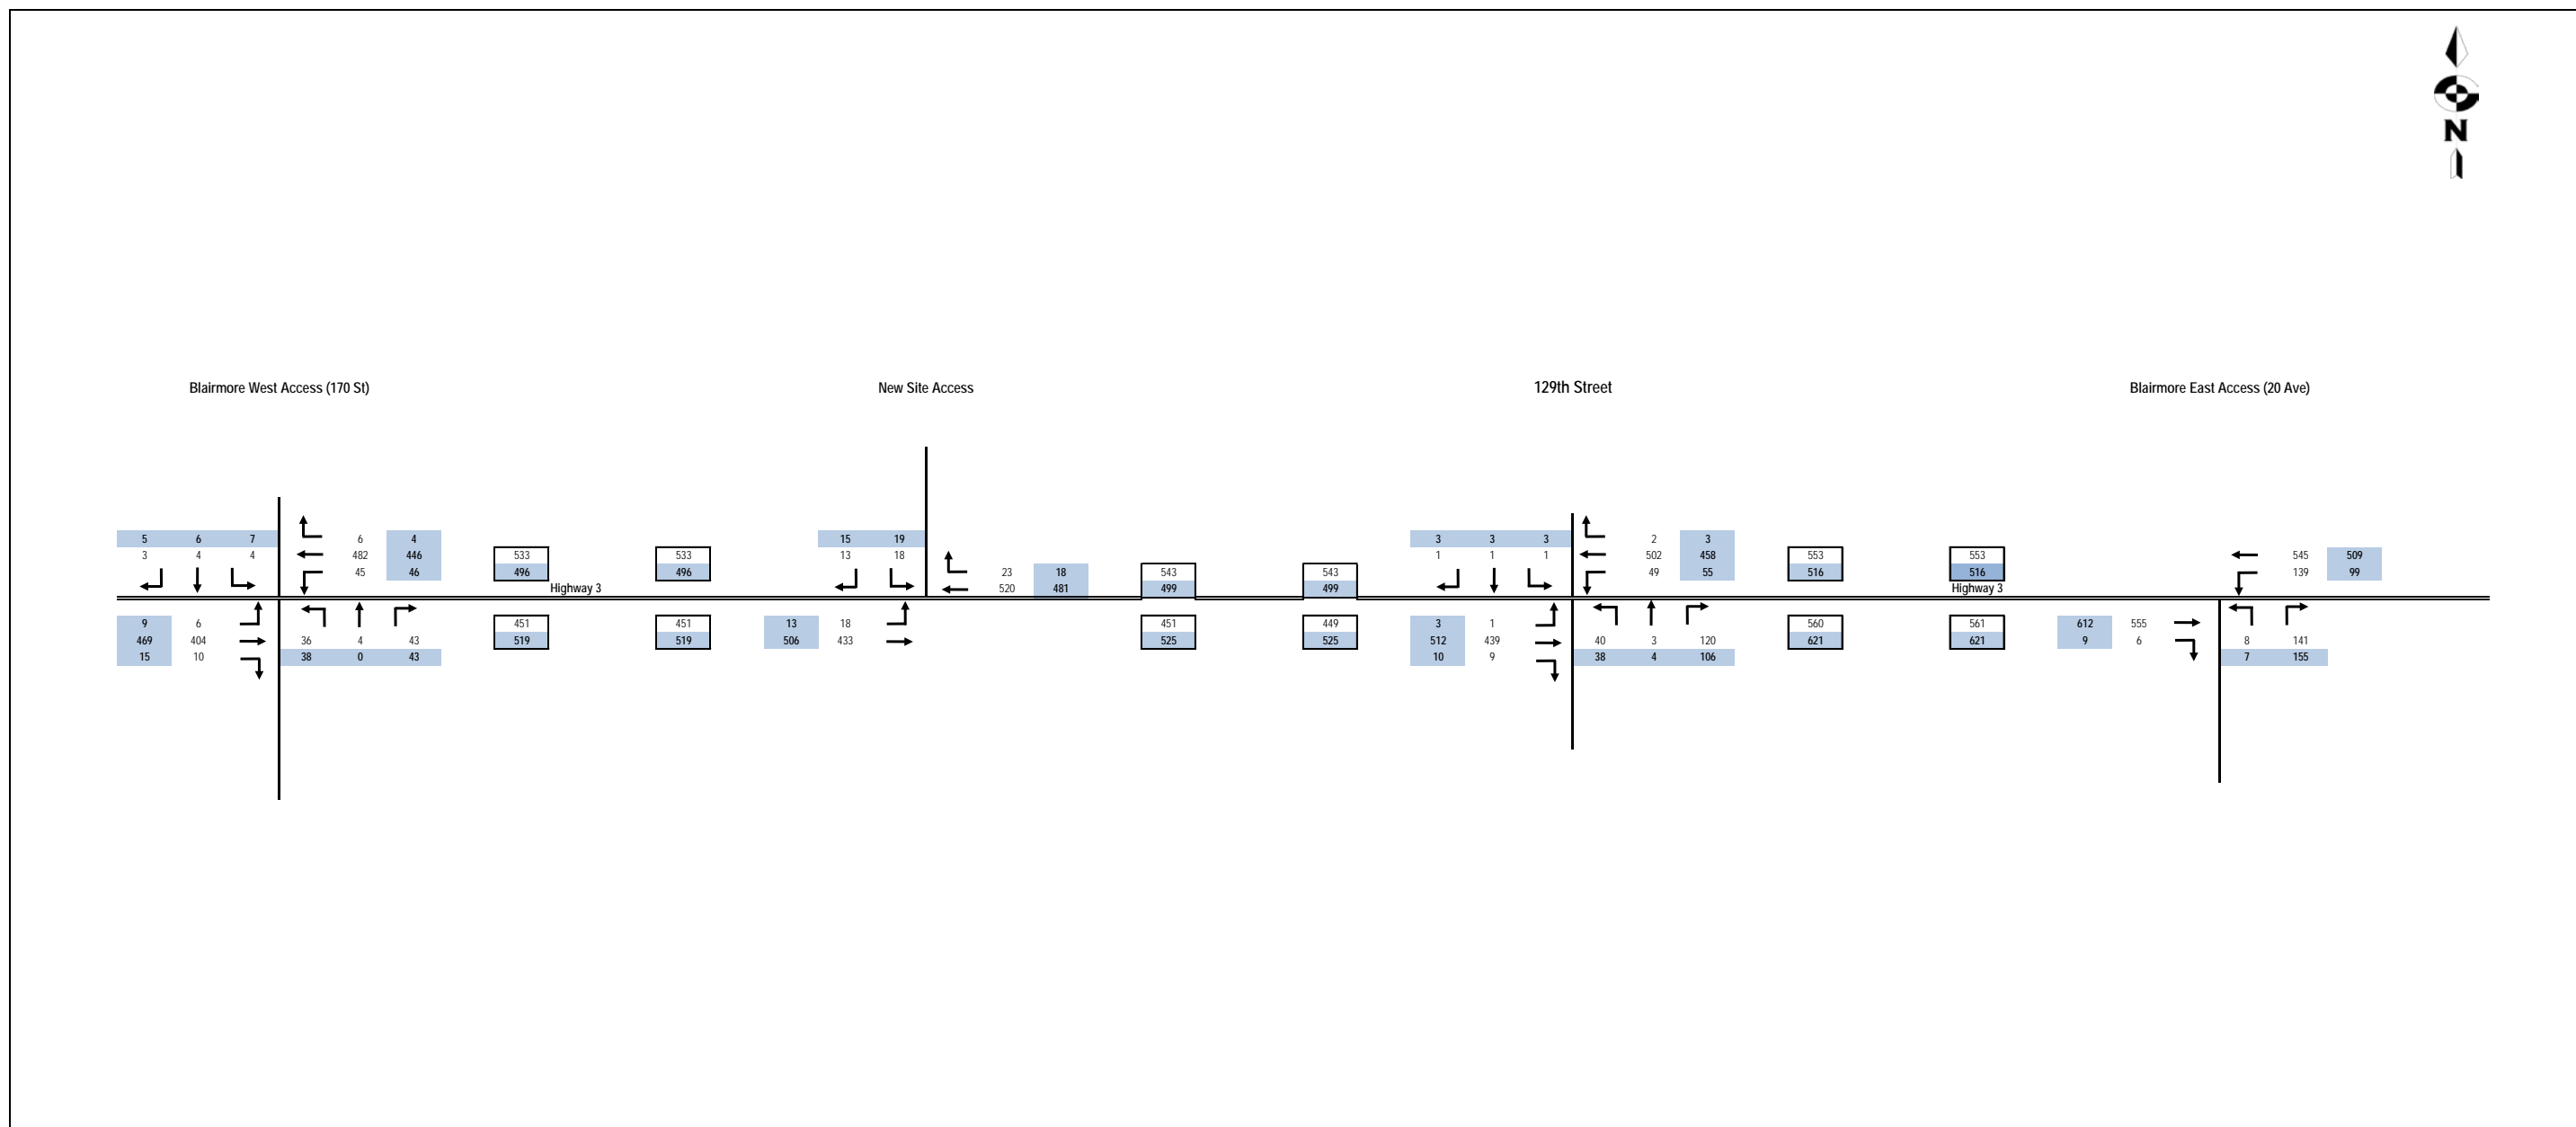 N
Blairmore West Access (170 St) New Site Access 129th Street Blairmore East Access (20 Ave)
5 6 7 6 4 15 19 3 3 3 2 3
3 4 4 482 446 533 533 13 18 1 1 1 502 458 553 553 545 509
45 46 496 496 23 18 543 543 49 55 516 516 139 99
Highway 3 520 481 499 499 Highway 3
9 6 451 451 13 18 451 449 3 1 560 561 612 555
469 404 36 4 43 519 519 506 433 525 525 512 439 40 3 120 621 621 9 6 8 141
15 10 38 0 43 10 9 38 4 106 7 155